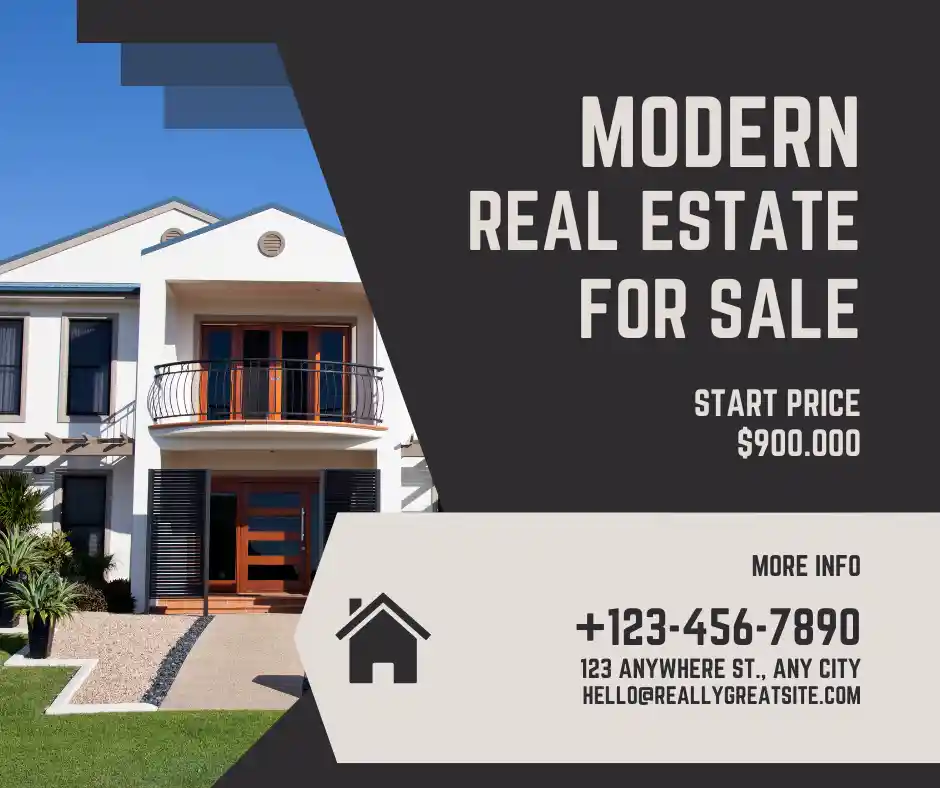 MODERN
REAL ESTATE
FOR SALE
START PRICE
$900.000
MORE INFO
+123-456-7890
123 ANYWHERE ST., ANY CITY
HELLO@REALLYGREATSITE.COM